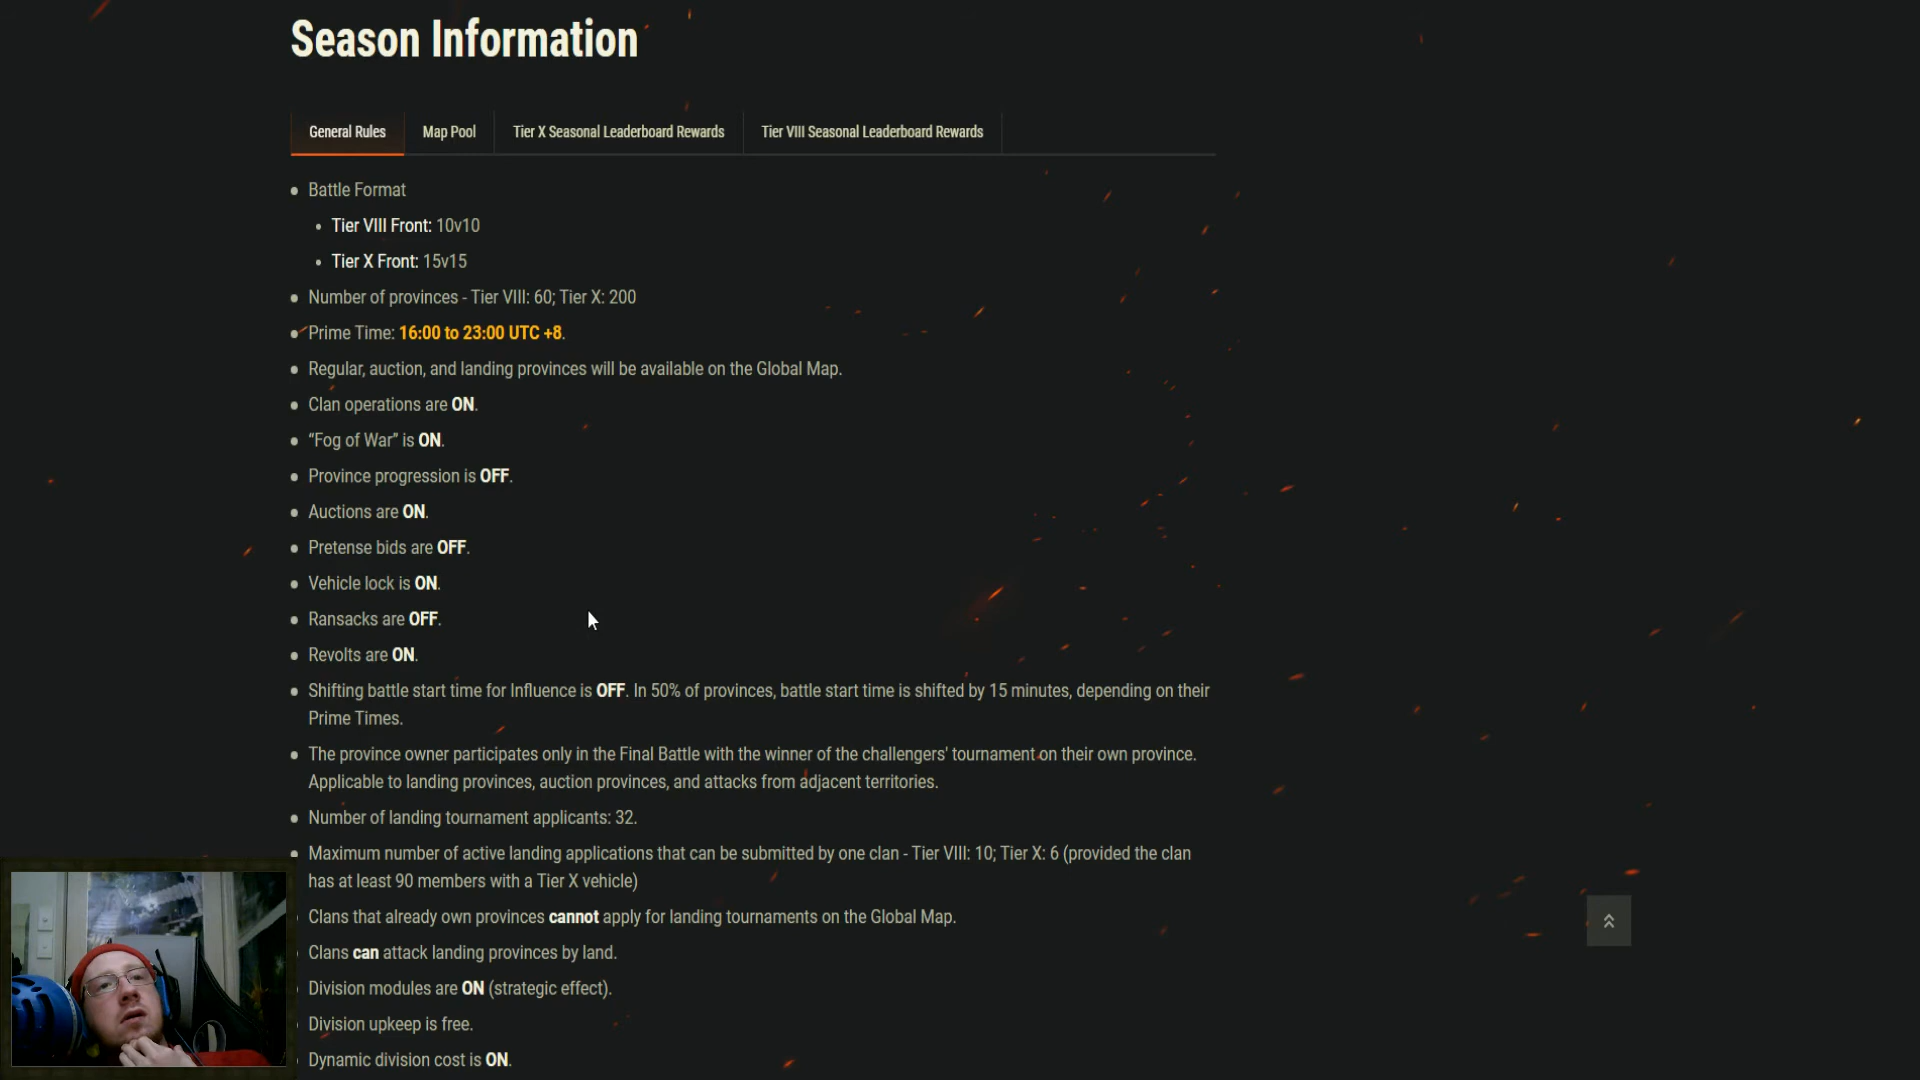 Season Information
General Rules
Map Pool
Tier X Seasonal Leaderboard Rewards
Tier VIII Seasonal Leaderboard Rewards
Battle Format
Tier VIII Front: 10v10
Tier X Front: 15v15
Number of provinces - Tier VIII: 60; Tier X: 200
Prime Time: 16:00 to 23:00 UTC +8.
Regular, auction, and landing provinces will be available on the Global Map.
Clan operations are ON.
“Fog of War” is ON.
Province progression is OFF.
Auctions are ON.
Pretense bids are OFF.
Vehicle lock is ON.
Ransacks are OFF.
Revolts are ON.
Shifting battle start time for Influence is OFF. In 50% of provinces, battle start time is shifted by 15 minutes, depending on their
Prime Times.
The province owner participates only in the Final Battle with the winner of the challengers' tournament on their own province.
Applicable to landing provinces, auction provinces, and attacks from adjacent territories.
Number of landing tournament applicants: 32.
Maximum number of active landing applications that can be submitted by one clan - Tier VIII: 10; Tier X: 6 (provided the clan
has at least 90 members with a Tier X vehicle)
Clans that already own provinces cannot apply for landing tournaments on the Global Map.
Clans can attack landing provinces by land.
Division modules are ON (strategic effect).
Division upkeep is free.
Dynamic division cost is ON.